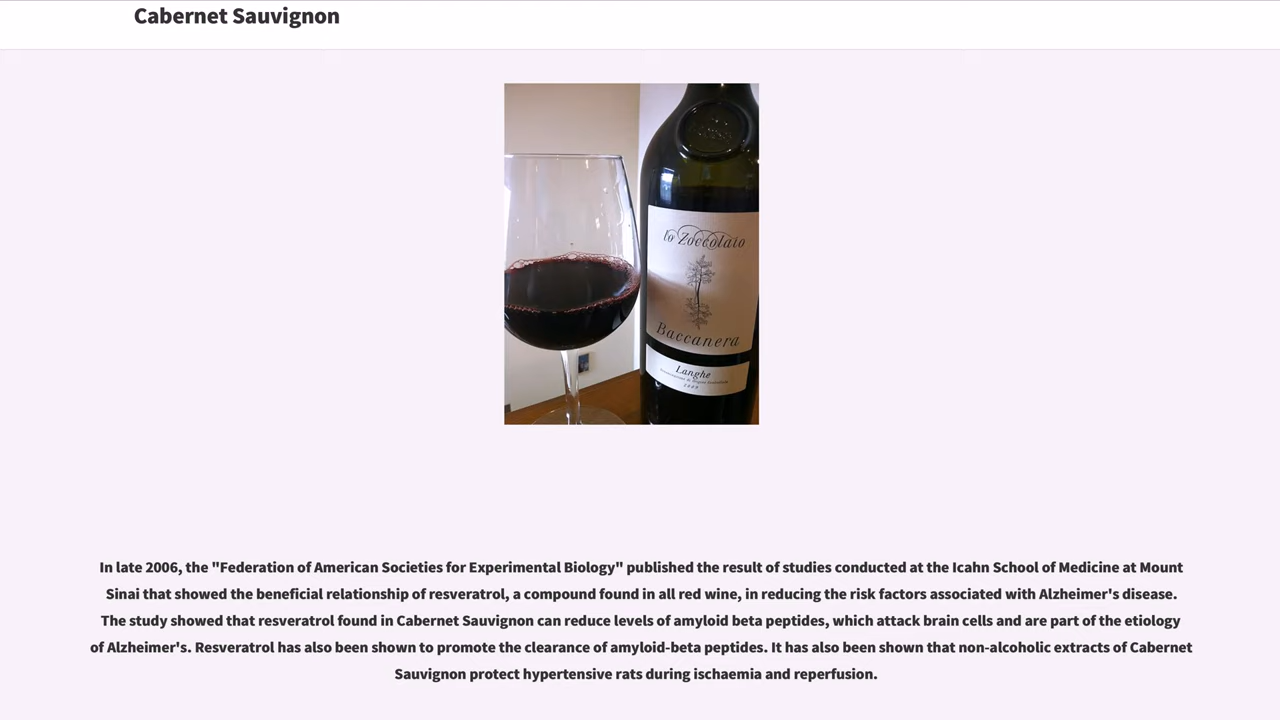 Cabernet Sauvignon
lo Zoccolaio
Baccanera
Langhe
2009
In late 2006, the "Federation of American Societies for Experimental Biology" published the result of studies conducted at the Icahn School of Medicine at Mount
Sinai that showed the beneficial relationship of resveratrol, a compound found in all red wine, in reducing the risk factors associated with Alzheimer's disease.
The study showed that resveratrol found in Cabernet Sauvignon can reduce levels of amyloid beta peptides, which attack brain cells and are part of the etiology
of Alzheimer's. Resveratrol has also been shown to promote the clearance of amyloid-beta peptides. It has also been shown that non-alcoholic extracts of Cabernet
Sauvignon protect hypertensive rats during ischaemia and reperfusion.